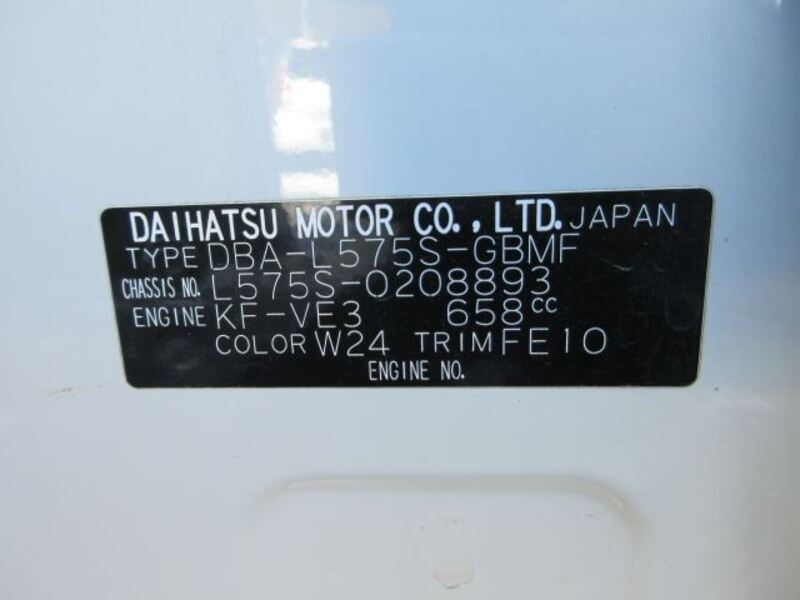 DAIHATSU MOTOR CO., LTD. JAPAN
TYPE DBA-L575S-GBMF
CHASSIS NO. L575S-0208893
ENGINE KF-VE3 658cc
COLOR W24 TRIM FE10
ENGINE NO.